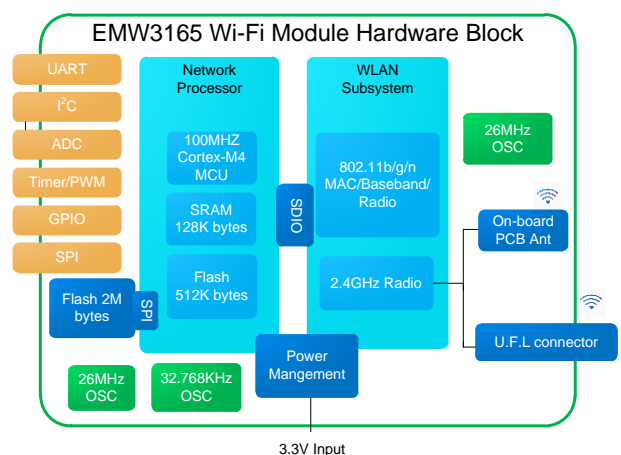 EMW3165 Wi-Fi Module Hardware Block
UART
I²C
ADC
Timer/PWM
GPIO
SPI
Flash 2M
bytes
SPI
Network
Processor
100MHZ
Cortex-M4
MCU
SRAM
128K bytes
Flash
512K bytes
SDIO
WLAN
Subsystem
802.11b/g/n
MAC/Baseband/
Radio
2.4GHz Radio
26MHz
OSC
On-board
PCB Ant
U.F.L connector
Power
Mangement
26MHz
OSC
32.768KHz
OSC
3.3V Input